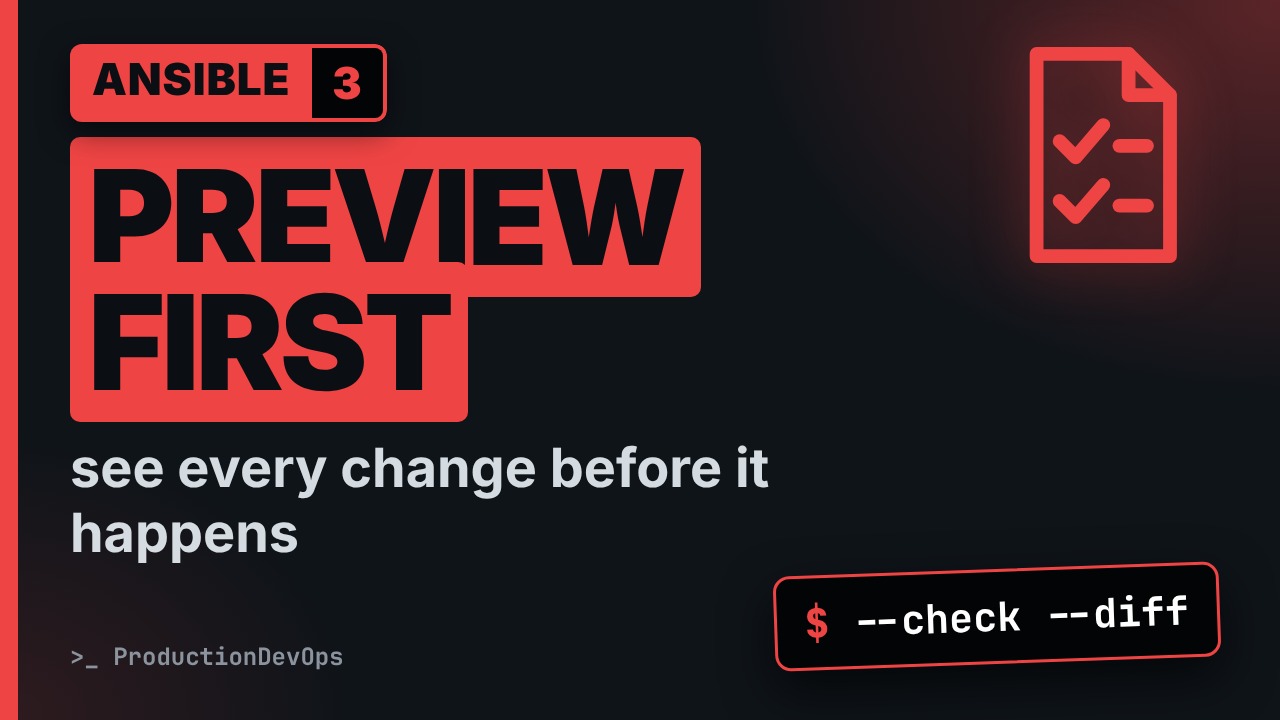 ANSIBLE 3
PREVIEW
FIRST
see every change before it
happens
$ --check --diff
>_ ProductionDevOps